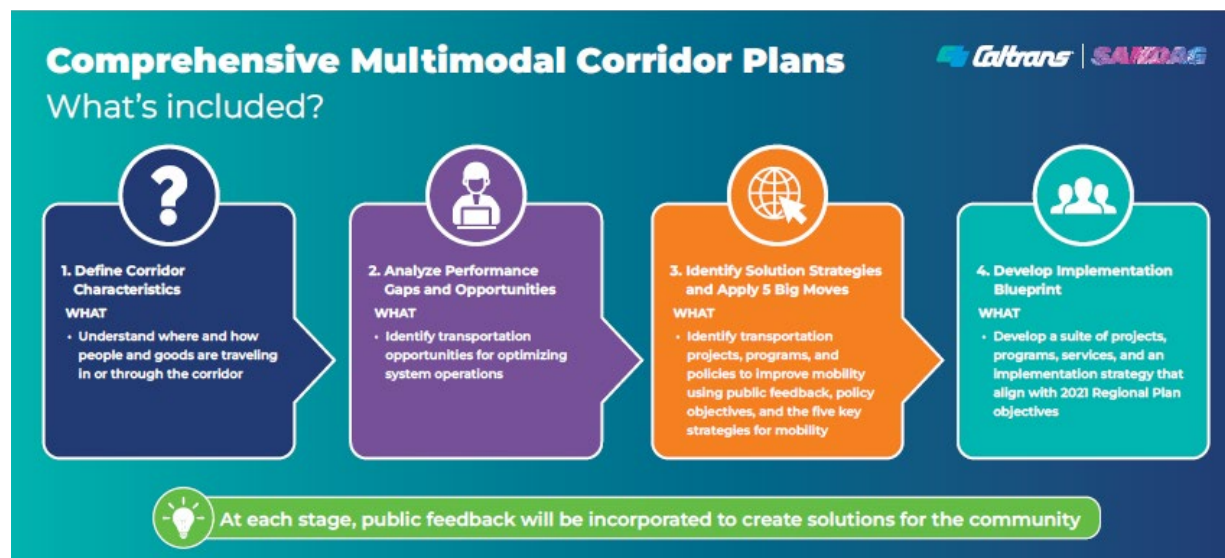 Comprehensive Multimodal Corridor Plans
What's included?
Caltrans
SANDAG
?
1. Define Corridor
Characteristics
WHAT
• Understand where and how
people and goods are traveling
in or through the corridor
2. Analyze Performance
Gaps and Opportunities
WHAT
• Identify transportation
opportunities for optimizing
system operations
3. Identify Solution Strategies
and Apply 5 Big Moves
WHAT
• Identify transportation
projects, programs, and
policies to improve mobility
using public feedback, policy
objectives, and the five key
strategies for mobility
4. Develop Implementation
Blueprint
WHAT
• Develop a suite of projects,
programs, services, and an
implementation strategy that
align with 2021 Regional Plan
objectives
At each stage, public feedback will be incorporated to create solutions for the community